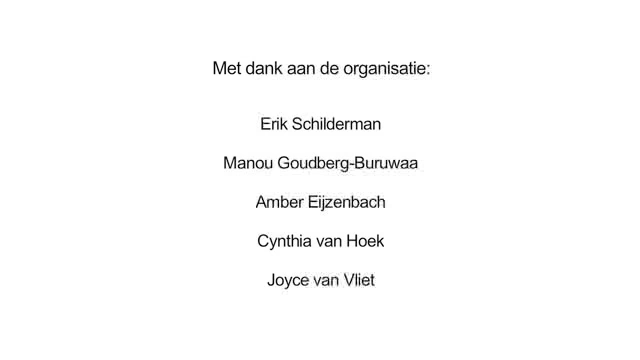 Met dank aan de organisatie:
Erik Schilderman
Manou Goudberg-Buruwaa
Amber Eijzenbach
Cynthia van Hoek
Joyce van Vliet